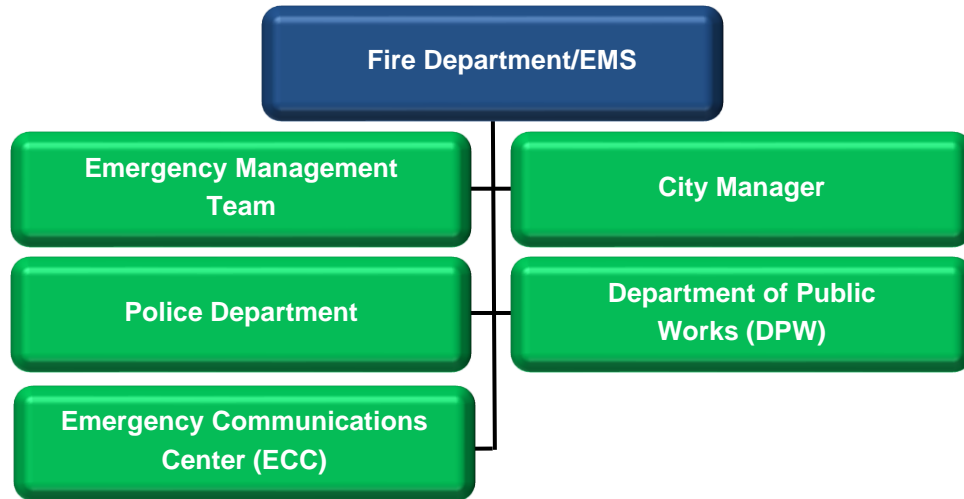 Fire Department/EMS
Emergency Management
Team
City Manager
Police Department
Department of Public
Works (DPW)
Emergency Communications
Center (ECC)